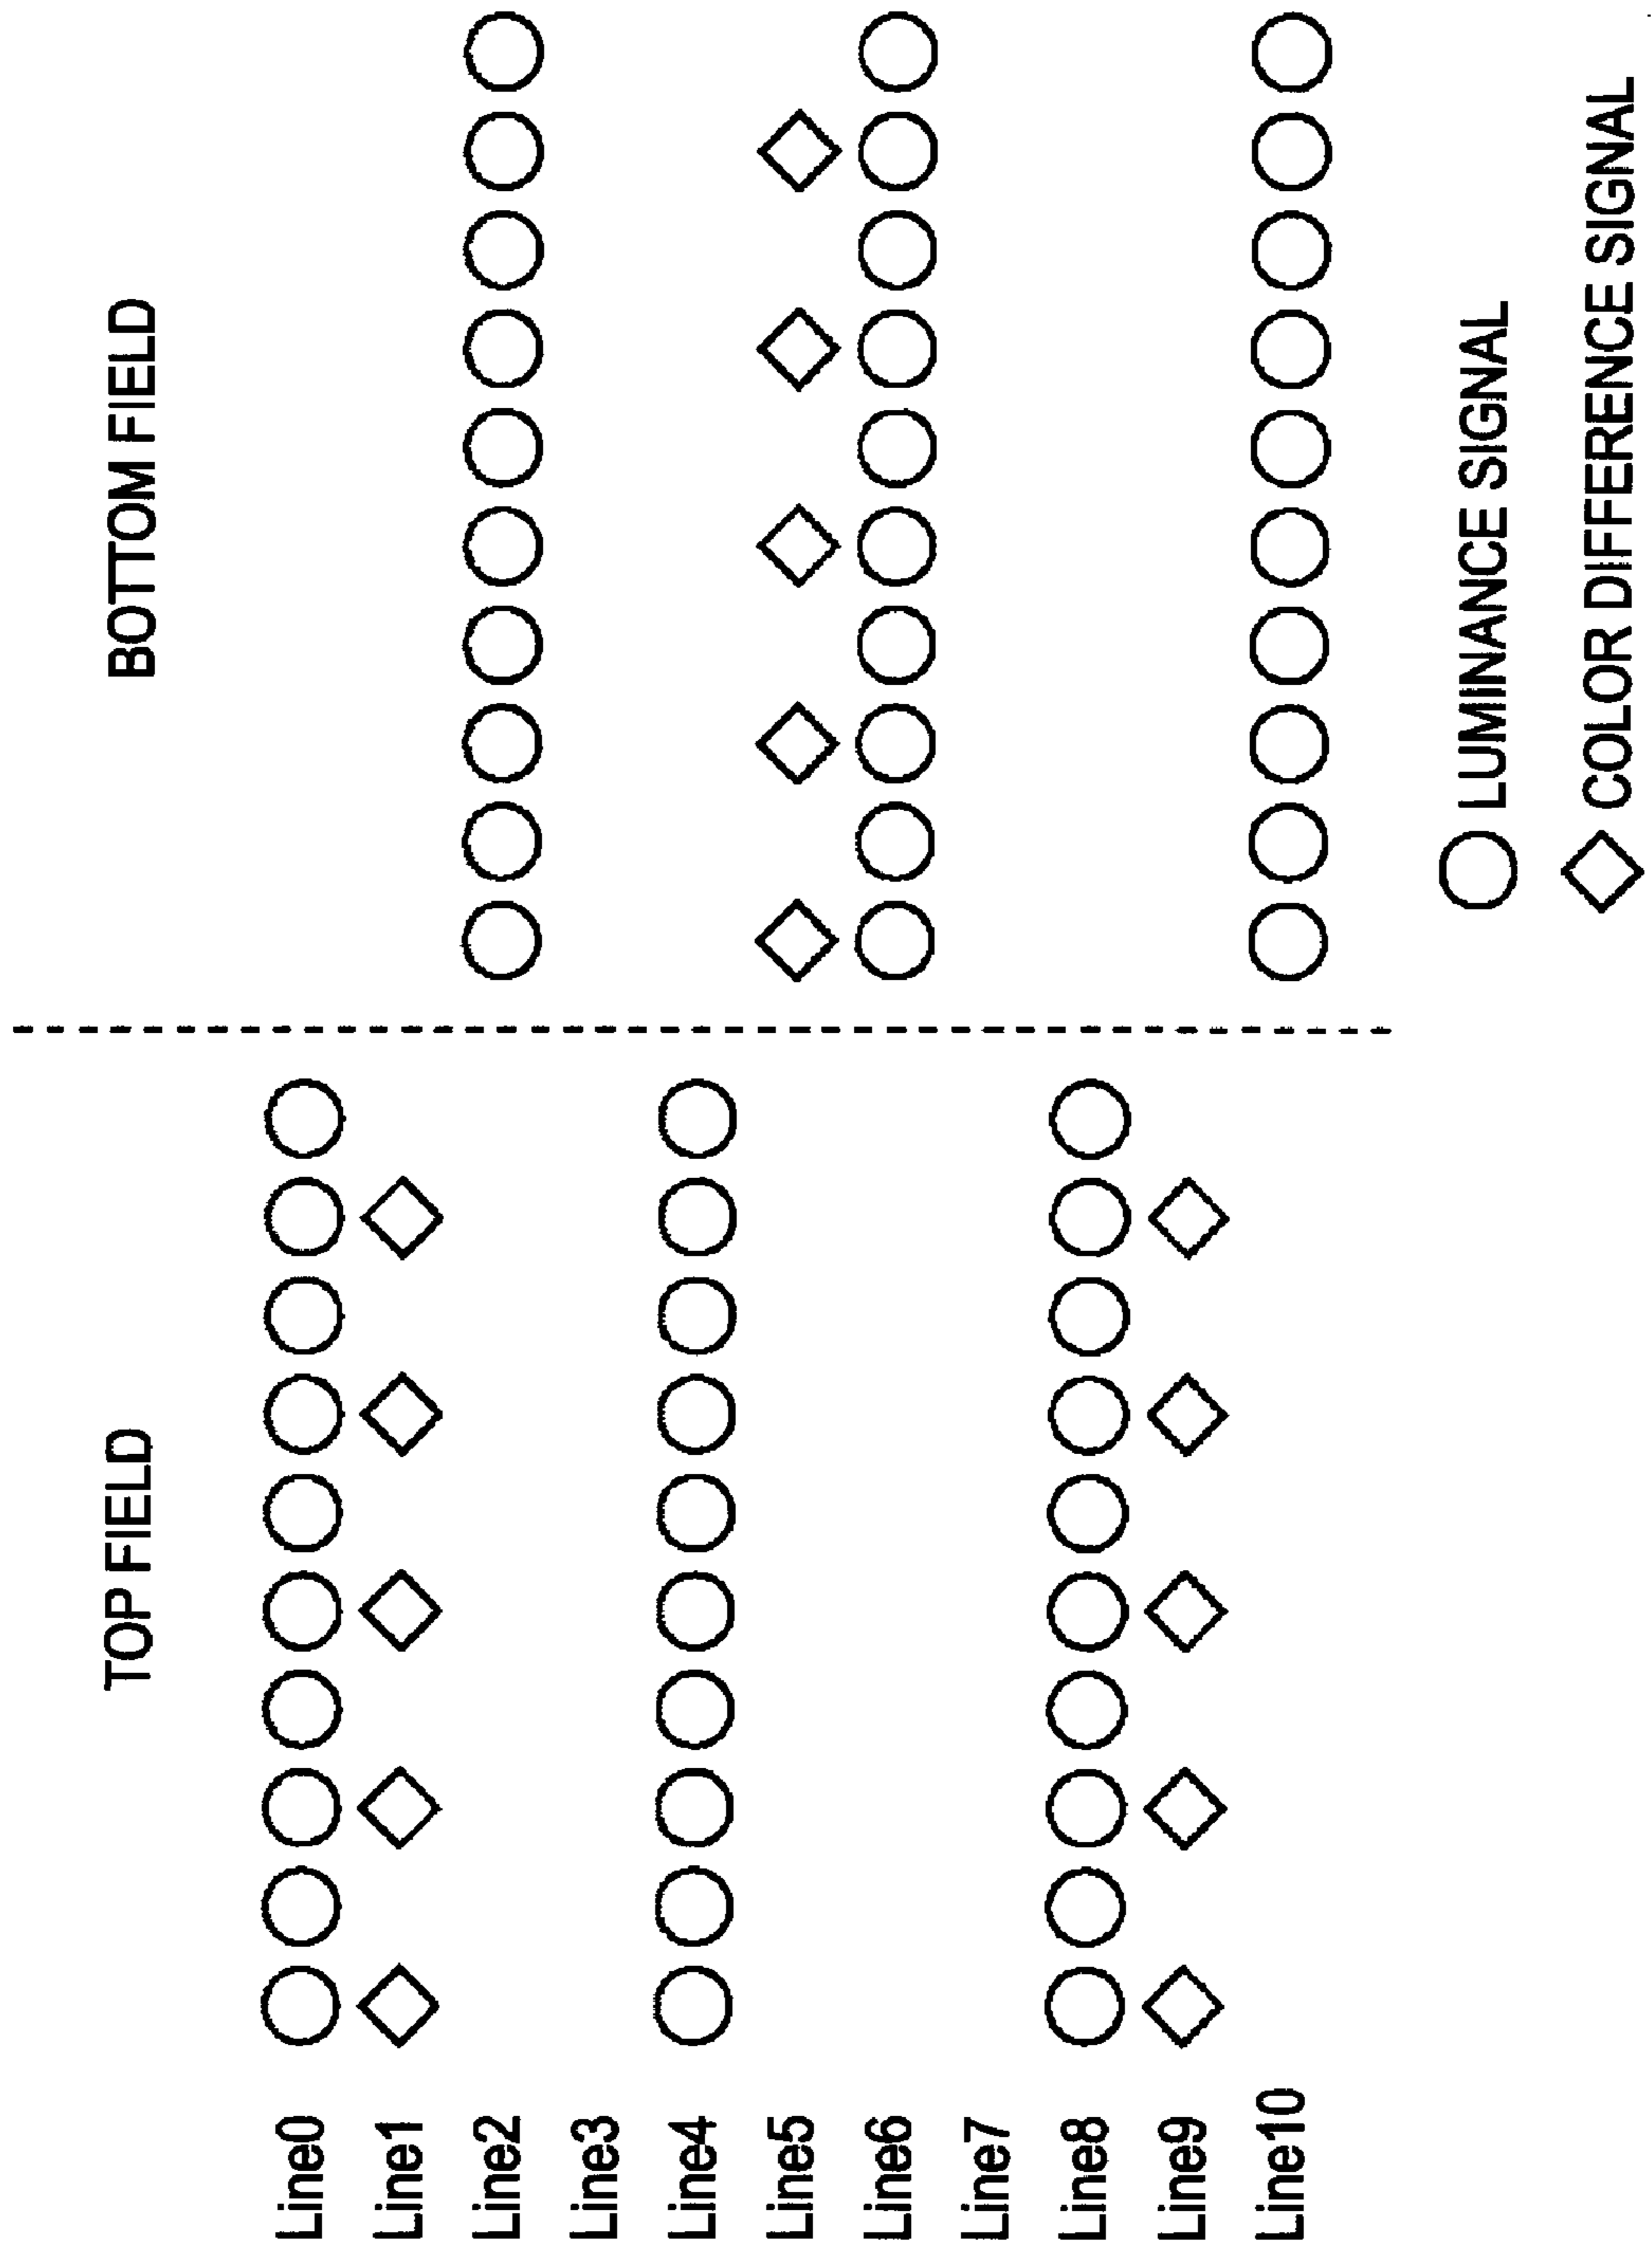 TOP FIELD
BOTTOM FIELD
Line0
Line1
Line2
Line3
Line4
Line5
Line6
Line7
Line8
Line9
Line10
LUMINANCE SIGNAL
COLOR DIFFERENCE SIGNAL